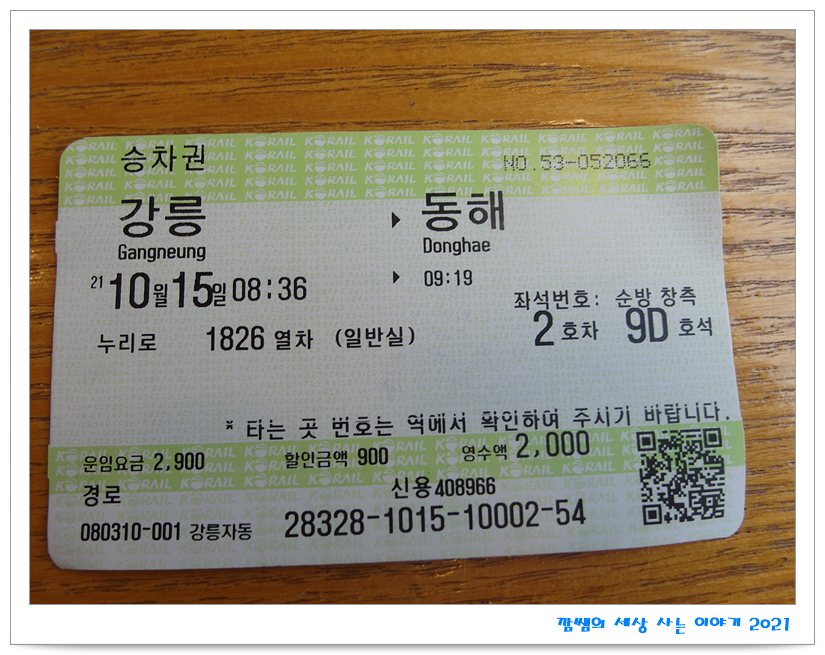 승차권 NO.53-052066
강릉 ▶ 동해
Gangneung Donghae
21 10월15일 08:36 ▶ 09:19
좌석번호: 순방 창측
누리로 1826 열차 (일반실) 2 호차 9D 호석
* 타는 곳 번호는 역에서 확인하여 주시기 바랍니다.
운임요금 2,900 할인금액 900 영수액 2,000
경로 신용408966
080310-001 강릉자동 28328-1015-10002-54
깜쌤의 세상 사는 이야기 2021